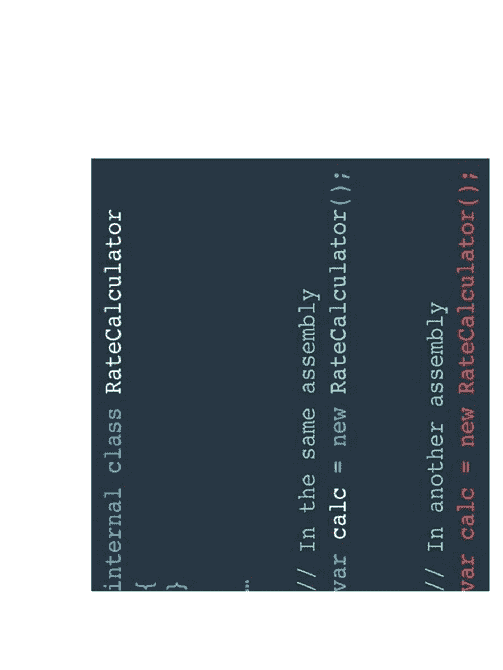 internal class RateCalculator
{
}
…
// In the same assembly
var calc = new RateCalculator();
// In another assembly
var calc = new RateCalculator();